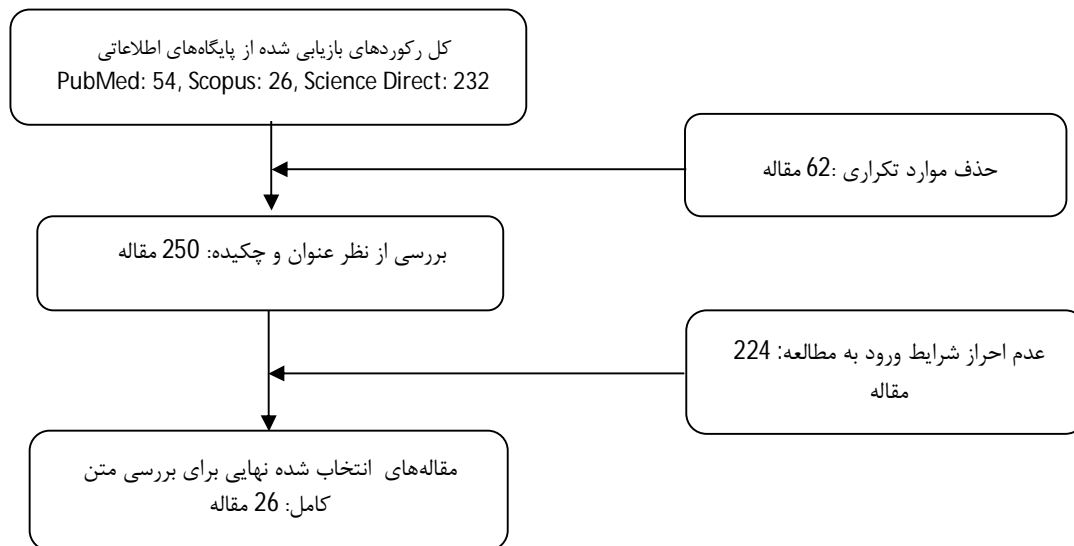 کل رکوردهای بازیابی شده از پایگاه‌های اطلاعاتی
PubMed: 54, Scopus: 26, Science Direct: 232
حذف موارد تکراری :62 مقاله
بررسی از نظر عنوان و چکیده: 250 مقاله
عدم احراز شرایط ورود به مطالعه: 224
مقاله
مقاله‌های انتخاب شده نهایی برای بررسی متن
کامل: 26 مقاله